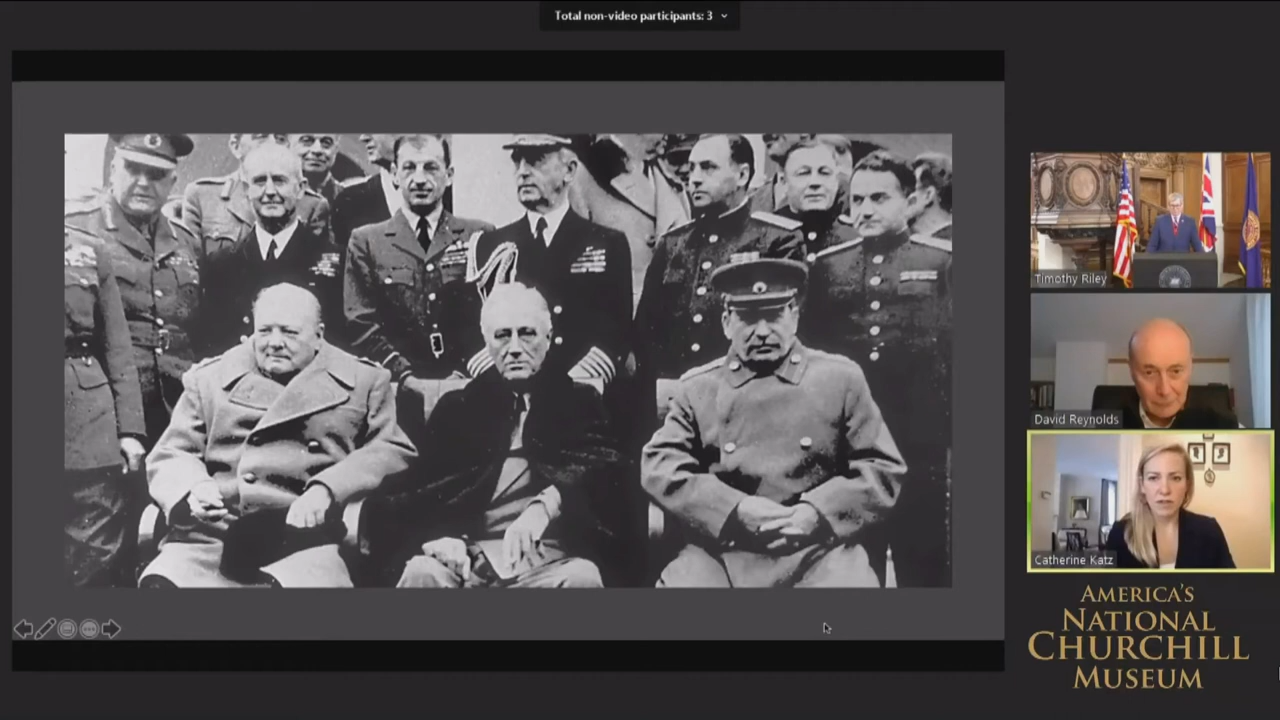 Total non-video participants: 3
Timothy Riley
David Reynolds
Catherine Katz
AMERICA'S
NATIONAL
CHURCHILL
MUSEUM